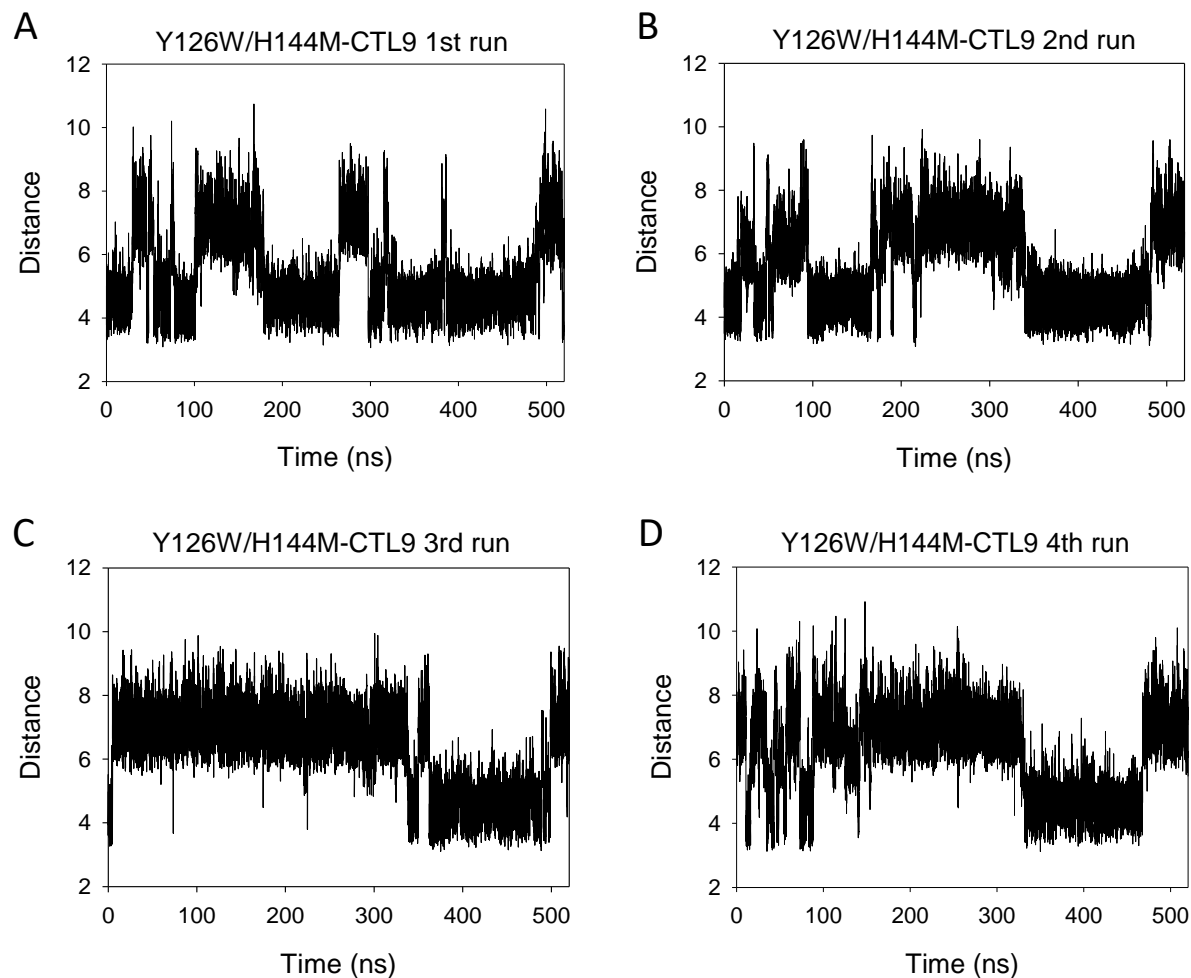 A
Y126W/H144M-CTL9 1st run
12
10
8
6
4
2
Distance
0 100 200 300 400 500
Time (ns)
B
Y126W/H144M-CTL9 2nd run
12
10
8
6
4
2
Distance
0 100 200 300 400 500
Time (ns)
C
Y126W/H144M-CTL9 3rd run
12
10
8
6
4
2
Distance
0 100 200 300 400 500
Time (ns)
D
Y126W/H144M-CTL9 4th run
12
10
8
6
4
2
Distance
0 100 200 300 400 500
Time (ns)